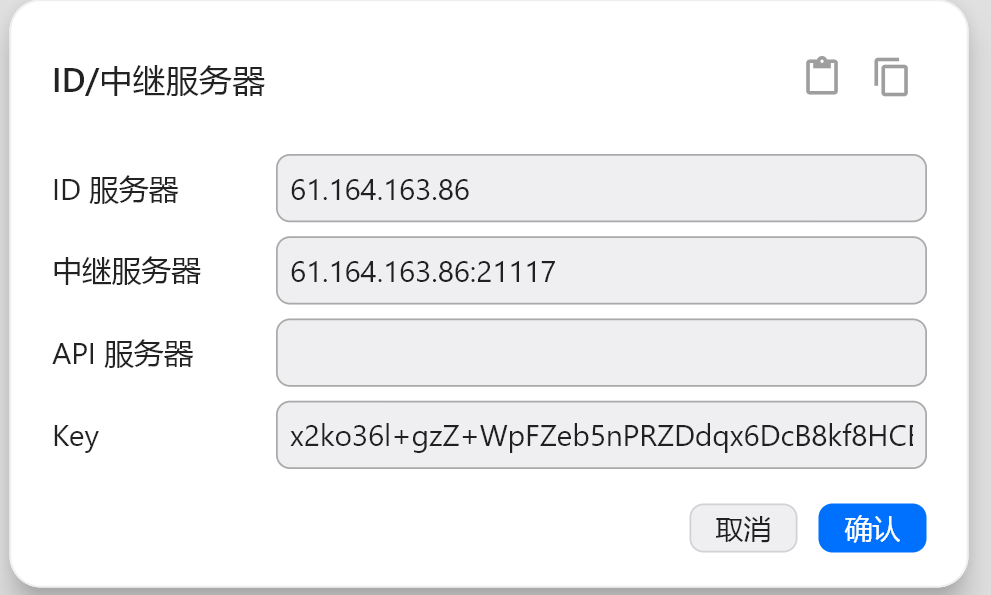 ID/中继服务器
ID 服务器 61.164.163.86
中继服务器 61.164.163.86:21117
API 服务器
Key x2ko36l+gzZ+WpFZeb5nPRZDdqx6DcB8kf8HCE
取消 确认